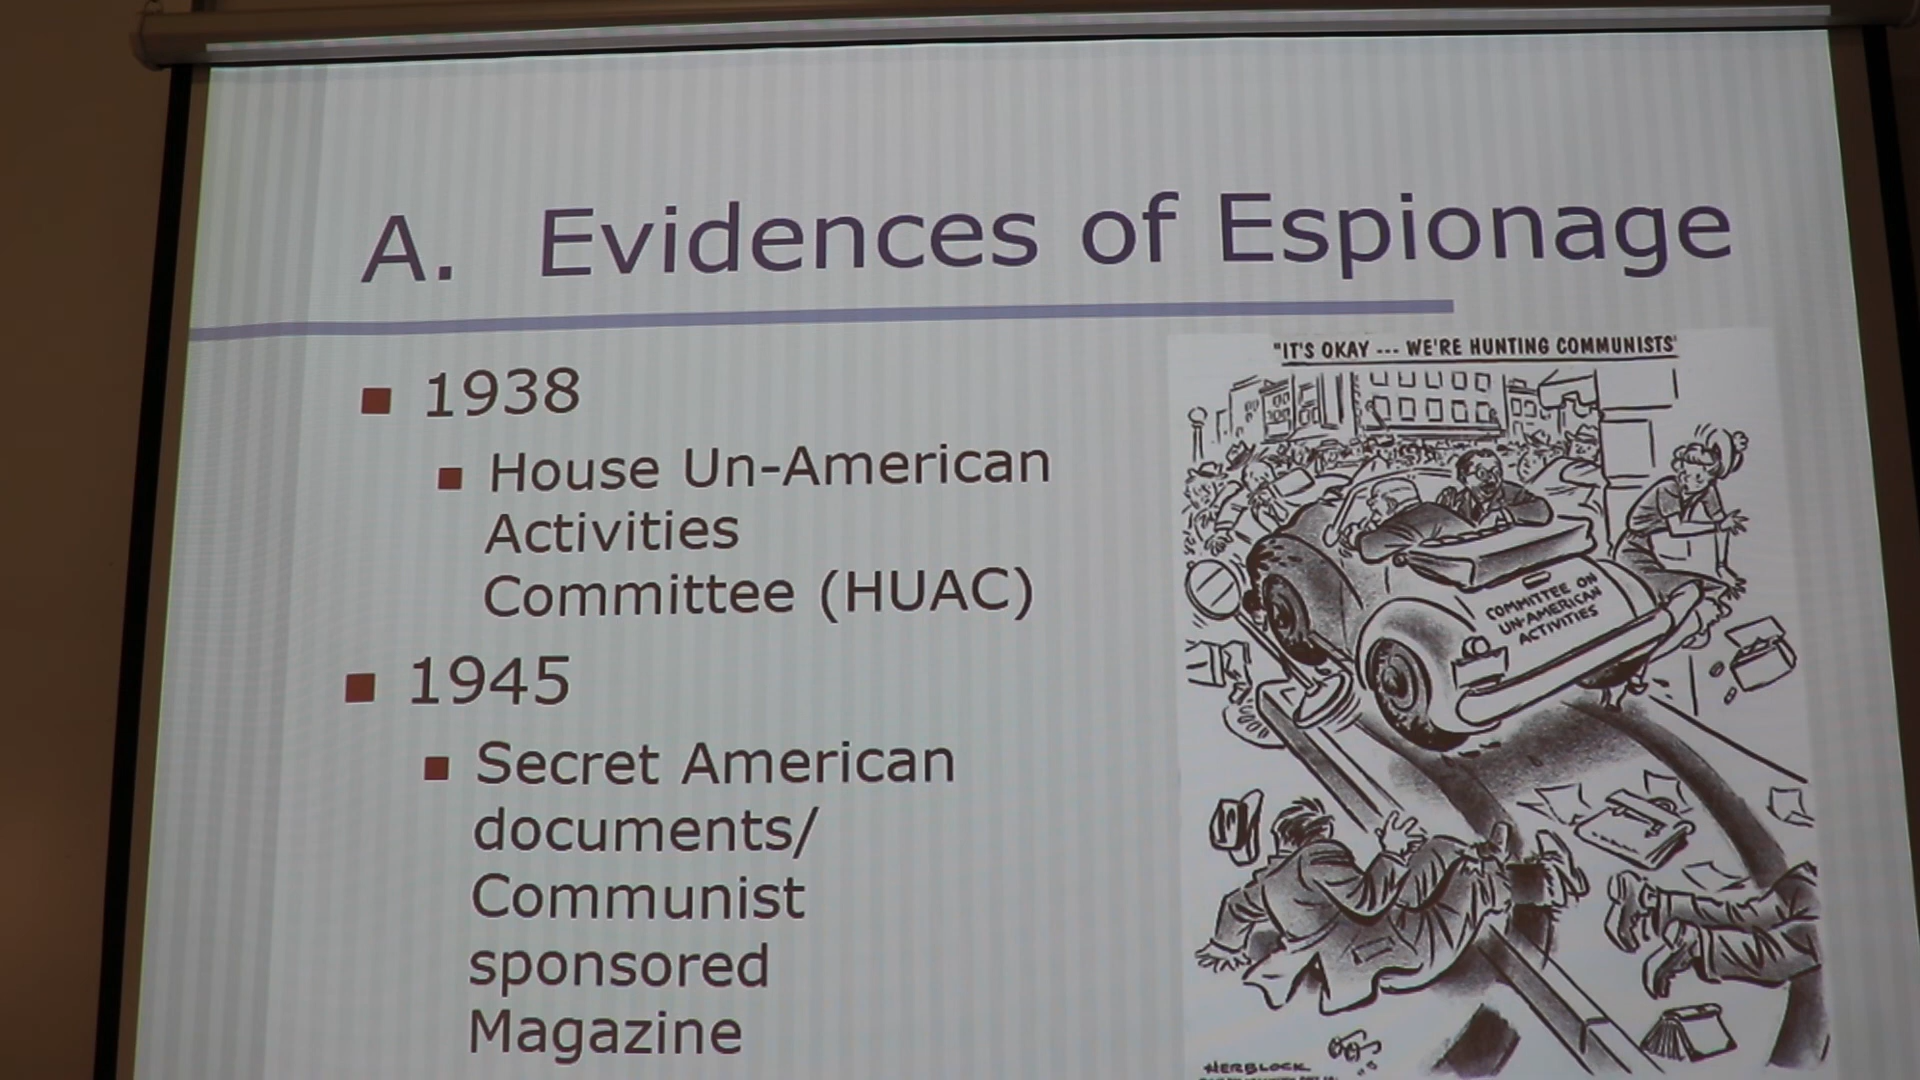 A. Evidences of Espionage
1938
House Un-American
Activities
Committee (HUAC)
1945
Secret American
documents/
Communist
sponsored
Magazine
"IT'S OKAY --- WE'RE HUNTING COMMUNISTS"
COMMITTEE ON
UN-AMERICAN
ACTIVITIES
HERBLOCK